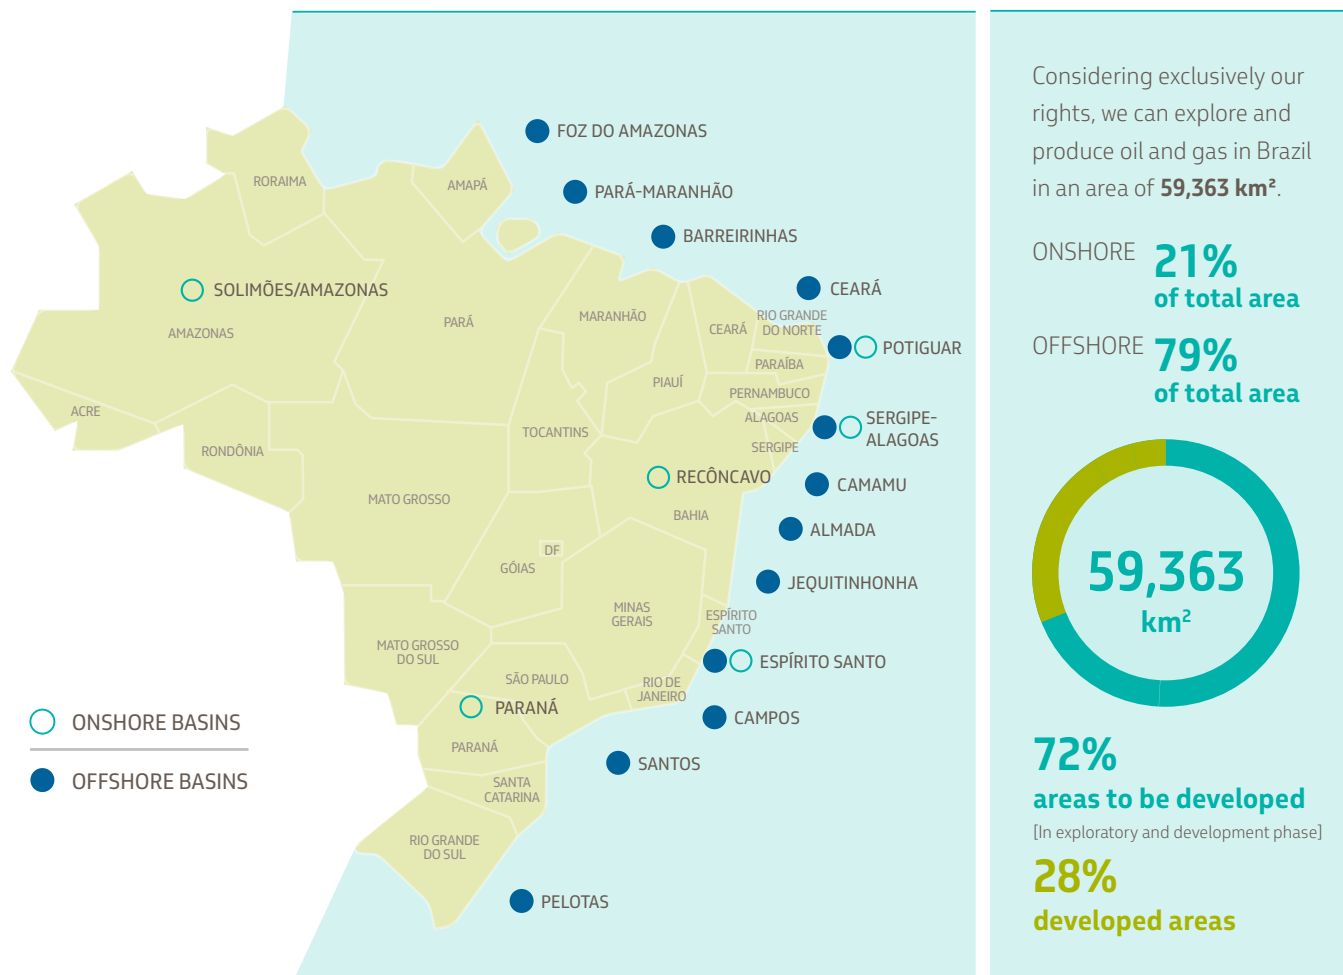 FOZ DO AMAZONAS
RORAIMA
AMAPÁ
PARÁ-MARANHÃO
BARREIRINHAS
SOLIMÕES/AMAZONAS
CEARÁ
AMAZONAS
PARÁ
MARANHÃO
CEARÁ
RIO GRANDE
DO NORTE
POTIGUAR
PARAÍBA
PIAUÍ
PERNAMBUCO
ACRE
ALAGOAS
SERGIPE-
ALAGOAS
TOCANTINS
SERGIPE
RONDÔNIA
RECÔNCAVO
CAMAMU
MATO GROSSO
BAHIA
ALMADA
DF
GÓIAS
JEQUITINHONHA
MINAS
GERAIS
ESPÍRITO
SANTO
MATO GROSSO
DO SUL
ESPÍRITO SANTO
SÃO PAULO
RIO DE
JANEIRO
PARANÁ
CAMPOS
PARANÁ
SANTOS
SANTA
CATARINA
RIO GRANDE
DO SUL
PELOTAS
ONSHORE BASINS
OFFSHORE BASINS
Considering exclusively our
rights, we can explore and
produce oil and gas in Brazil
in an area of 59,363 km².
ONSHORE 21%
of total area
OFFSHORE 79%
of total area
59,363
km²
72%
areas to be developed
[In exploratory and development phase]
28%
developed areas